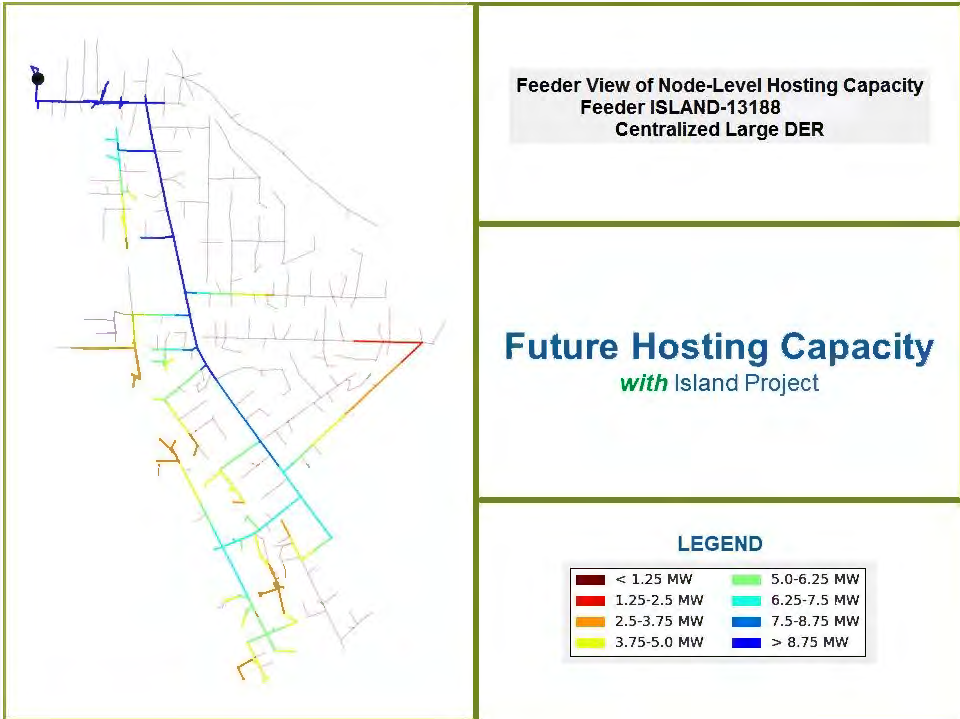 Feeder View of Node-Level Hosting Capacity
Feeder ISLAND-13188
Centralized Large DER
Future Hosting Capacity
with Island Project
LEGEND
< 1.25 MW
1.25-2.5 MW
2.5-3.75 MW
3.75-5.0 MW
5.0-6.25 MW
6.25-7.5 MW
7.5-8.75 MW
> 8.75 MW